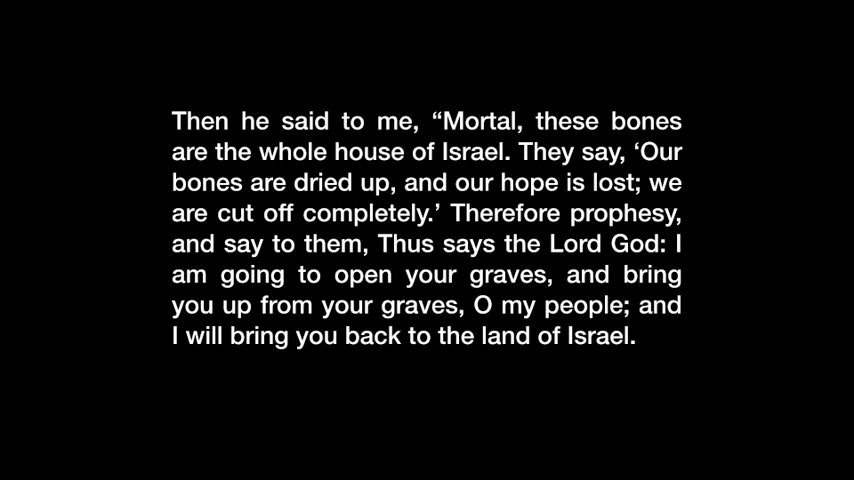 Then he said to me, “Mortal, these bones
are the whole house of Israel. They say, ‘Our
bones are dried up, and our hope is lost; we
are cut off completely.’ Therefore prophesy,
and say to them, Thus says the Lord God: I
am going to open your graves, and bring
you up from your graves, O my people; and
I will bring you back to the land of Israel.